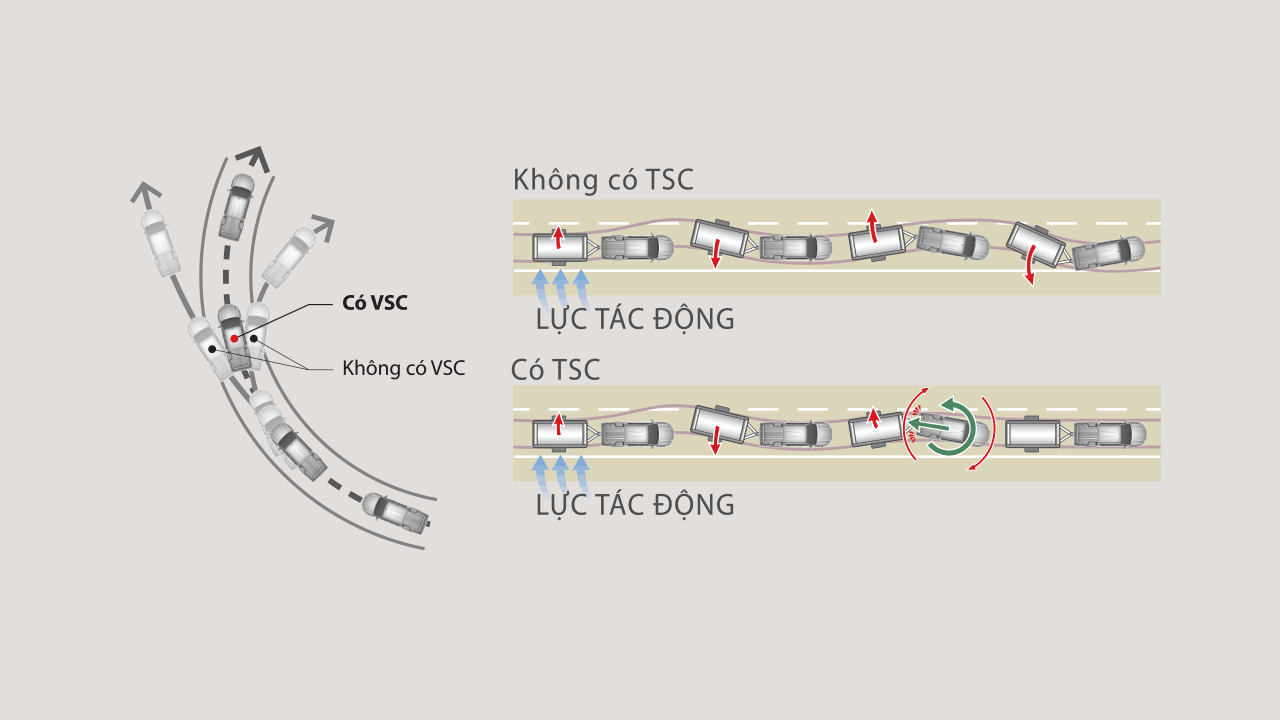 Có VSC
Không có VSC
Không có TSC
LỰC TÁC ĐỘNG
Có TSC
LỰC TÁC ĐỘNG